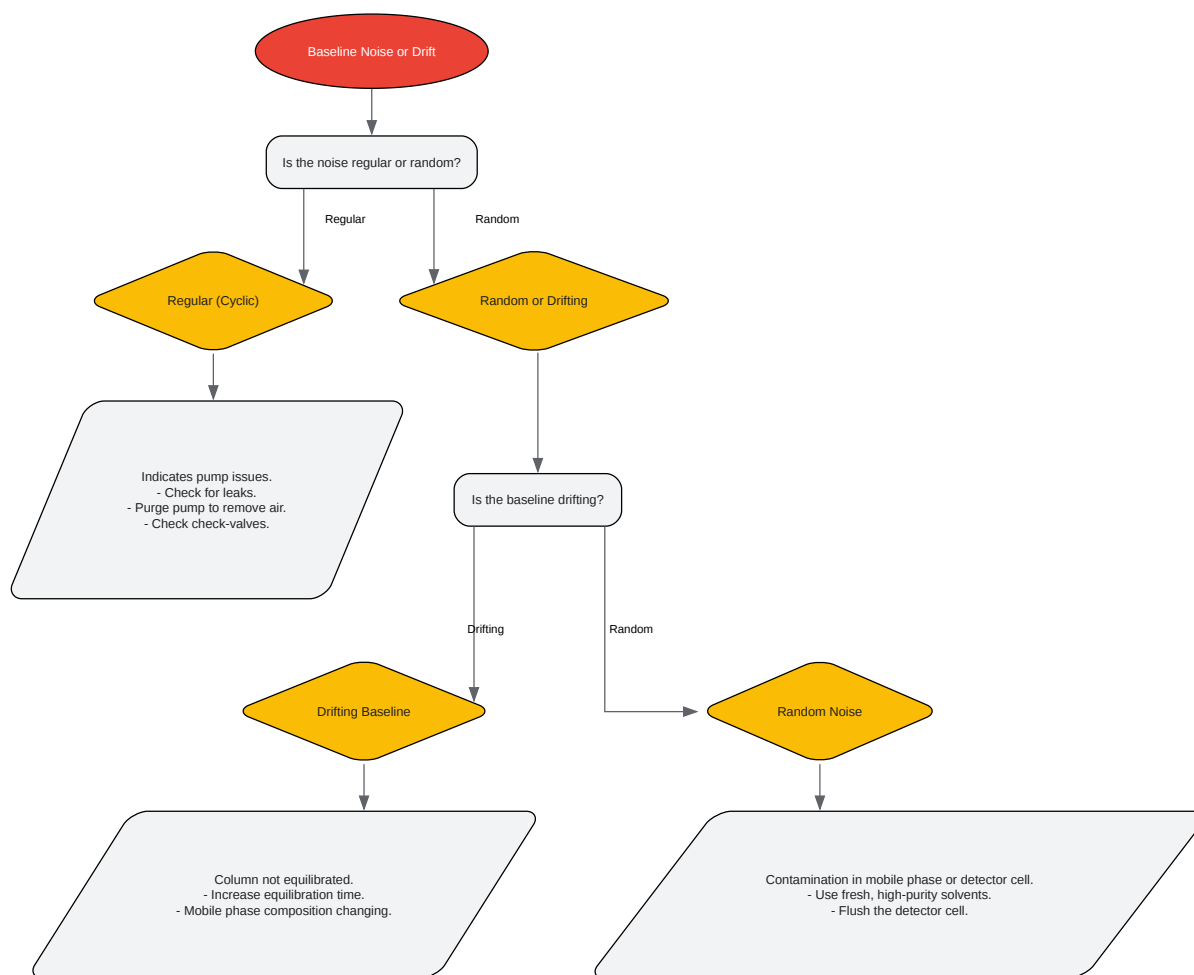 Baseline Noise or Drift
Is the noise regular or random?
Regular
Random
Regular (Cyclic)
Random or Drifting
Indicates pump issues.
- Check for leaks.
- Purge pump to remove air.
- Check check-valves.
Is the baseline drifting?
Drifting
Random
Drifting Baseline
Random Noise
Column not equilibrated.
- Increase equilibration time.
- Mobile phase composition changing.
Contamination in mobile phase or detector cell.
- Use fresh, high-purity solvents.
- Flush the detector cell.